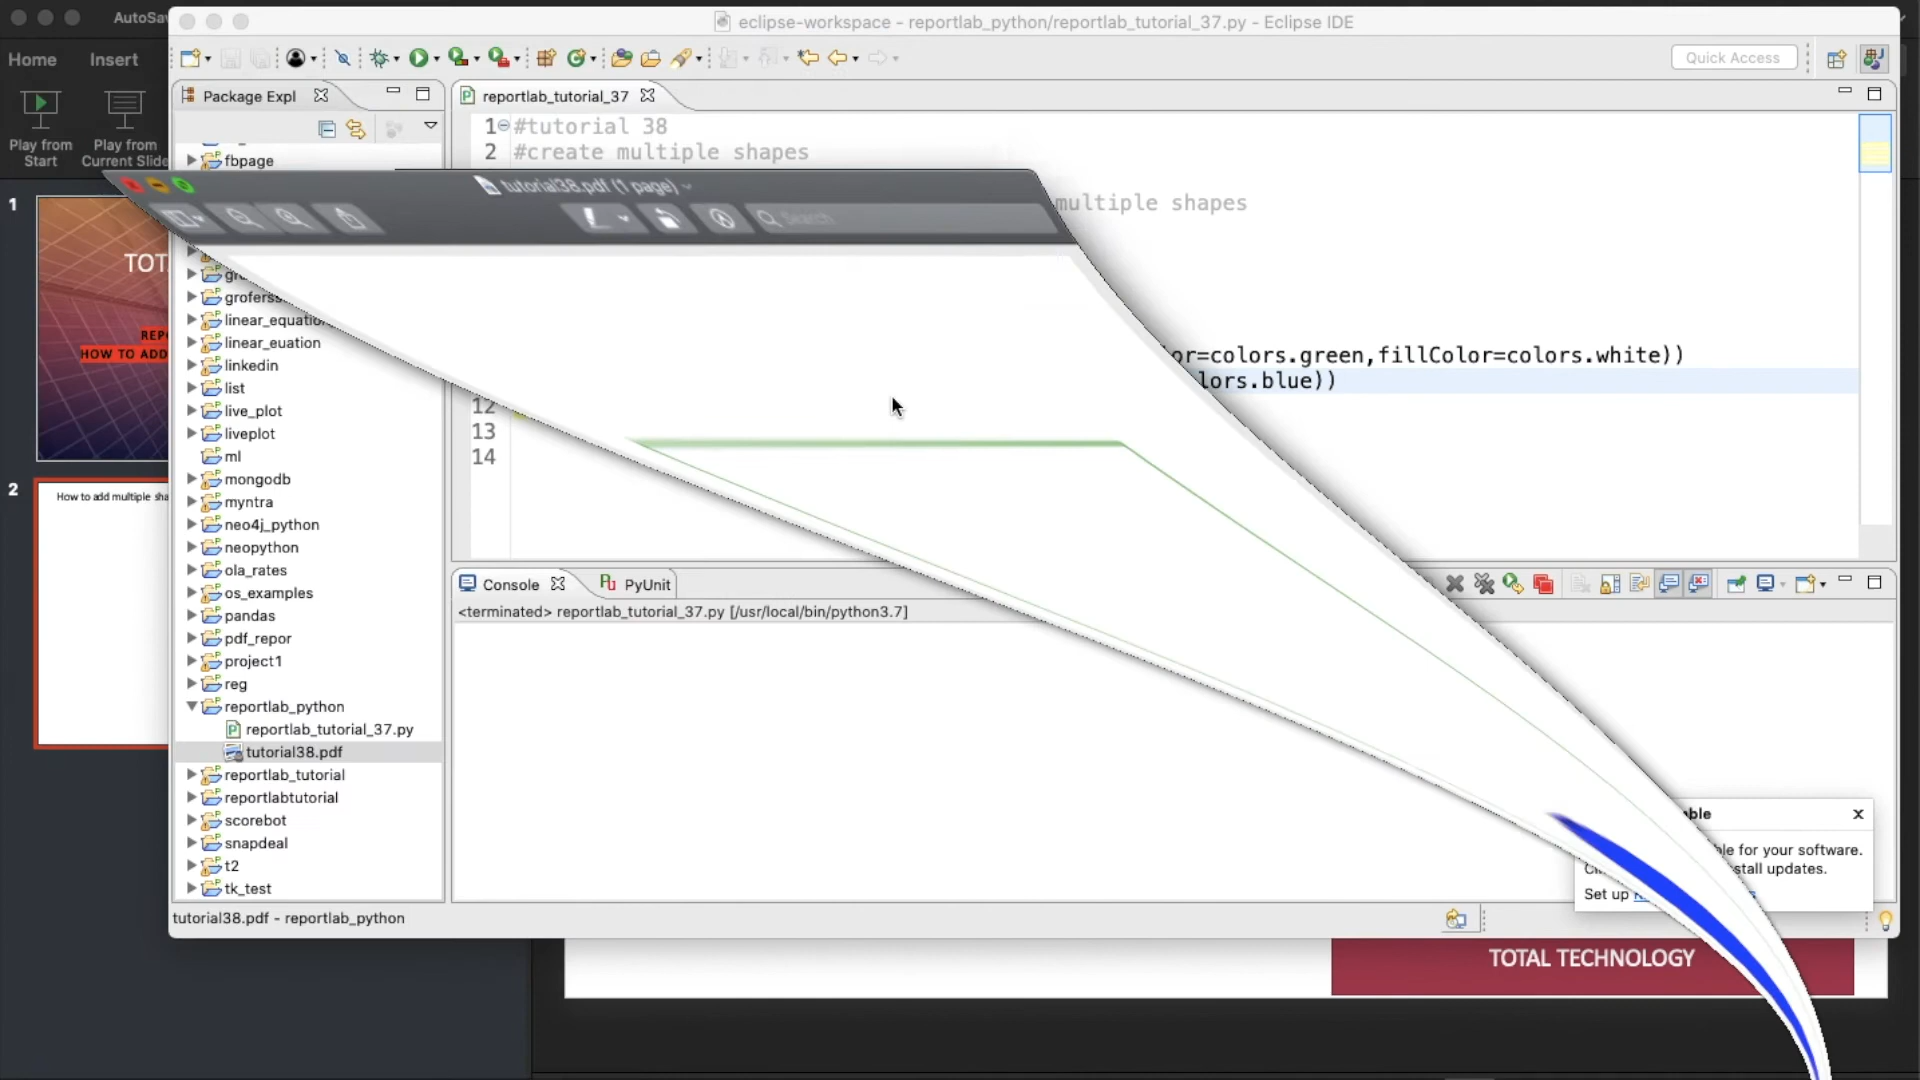 AutoSa
eclipse-workspace - reportlab_python/reportlab_tutorial_37.py - Eclipse IDE
Home
Insert
Quick Access
Play from
Start
Play from
Current Slide
Package Expl
reportlab_tutorial_37
1 #tutorial 38
2 #create multiple shapes
multiple shapes
fbpage
tutorial38.pdf (1 page)
Search
1
TOT
REP
HOW TO ADD
or=colors.green,fillColor=colors.white))
lors.blue))
12
13
14
grofers
linear_equation
linear_euation
linkedin
list
live_plot
liveplot
ml
mongodb
myntra
neo4j_python
neopython
ola_rates
os_examples
pandas
pdf_repor
project1
reg
reportlab_python
reportlab_tutorial_37.py
tutorial38.pdf
reportlab_tutorial
reportlabtutorial
scorebot
snapdeal
t2
tk_test
2
How to add multiple sha
Console
PyUnit
<terminated> reportlab_tutorial_37.py [/usr/local/bin/python3.7]
ble
le for your software.
stall updates.
Set up
tutorial38.pdf - reportlab_python
TOTAL TECHNOLOGY